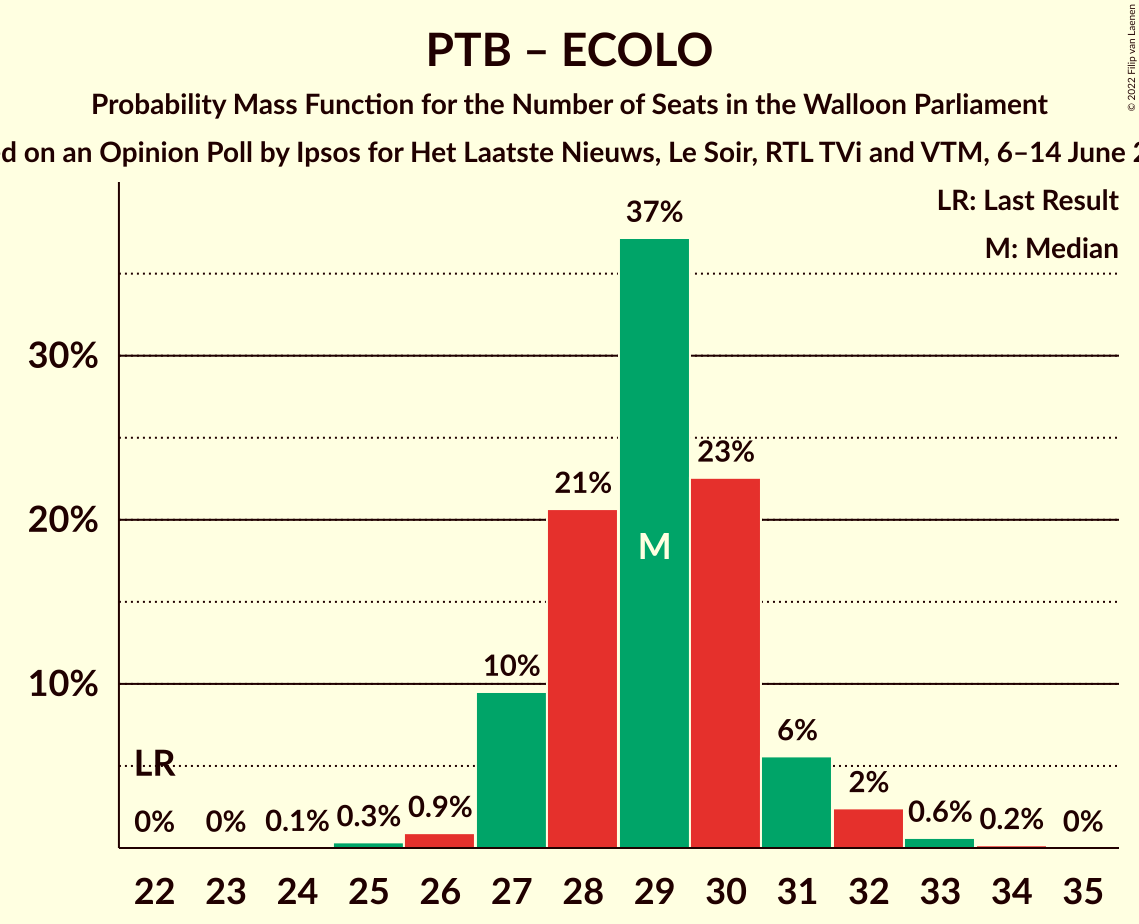 PTB – ECOLO
Probability Mass Function for the Number of Seats in the Walloon Parliament
on an Opinion Poll by Ipsos for Het Laatste Nieuws, Le Soir, RTL TVi and VTM, 6–14 June
© 2022 Filip van Laenen
LR: Last Result
M: Median
37%
30%
23%
21%
20%
M
10%
10%
6%
LR
2%
0% 0% 0.1% 0.3% 0.9% 0.6% 0.2% 0%
22 23 24 25 26 27 28 29 30 31 32 33 34 35